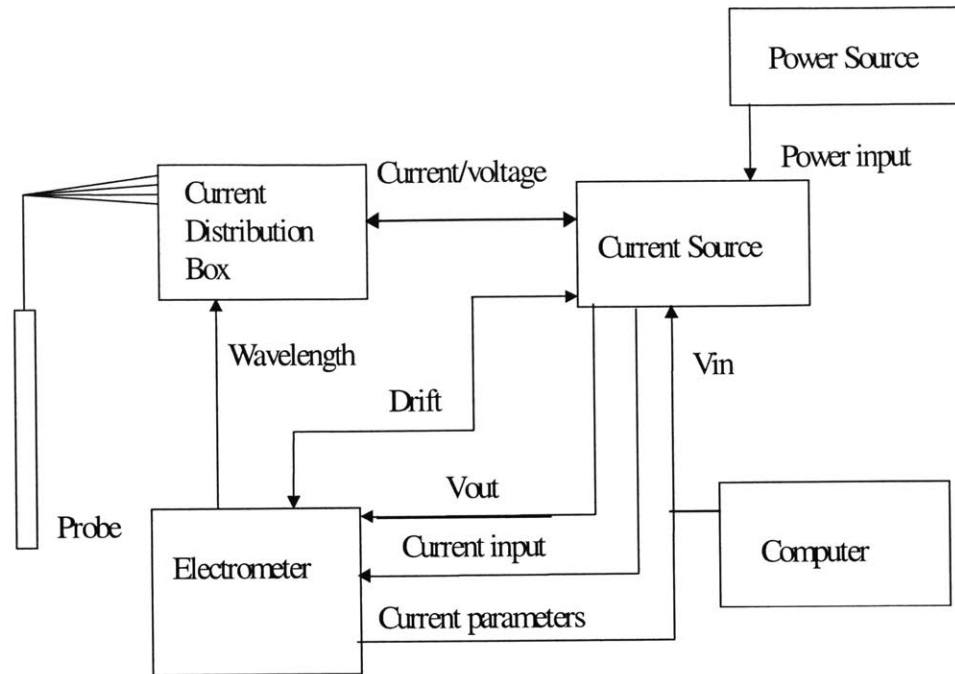 Power Source
Power input
Current/voltage
Current
Distribution
Box
Current Source
Wavelength
Vin
Drift
Vout
Probe
Current input
Electrometer
Computer
Current parameters